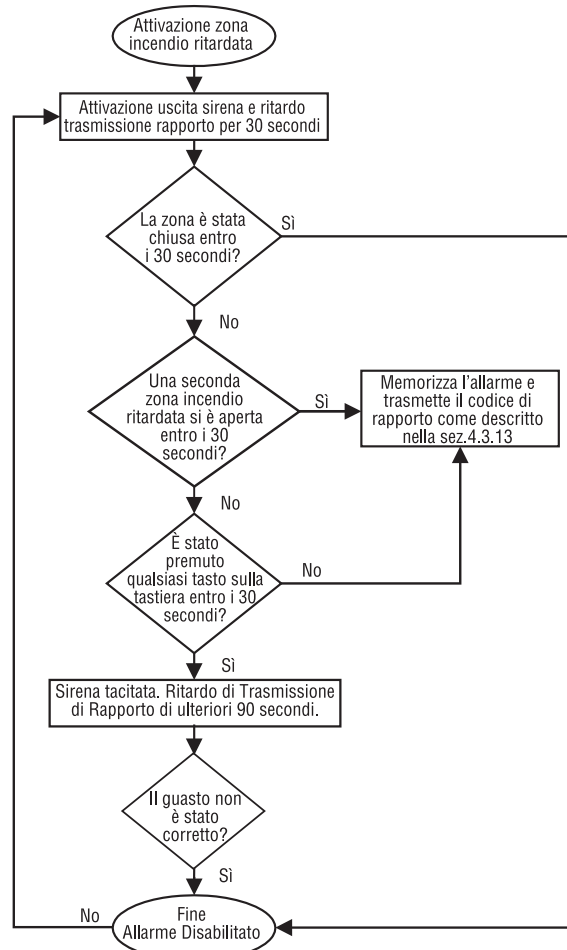 Attivazione zona
incendio ritardata
Attivazione uscita sirena e ritardo
trasmissione rapporto per 30 secondi
La zona è stata
chiusa entro
i 30 secondi?
Sì
No
Una seconda
zona incendio
ritardata si è aperta
entro i 30
secondi?
Sì
Memorizza l'allarme e
trasmette il codice di
rapporto come descritto
nella sez.4.3.13
No
È stato
premuto
qualsiasi tasto sulla
tastiera entro i 30
secondi?
No
Sì
Sirena tacitata. Ritardo di Trasmissione
di Rapporto di ulteriori 90 secondi.
Il guasto non
è stato
corretto?
Sì
No
Fine
Allarme Disabilitato